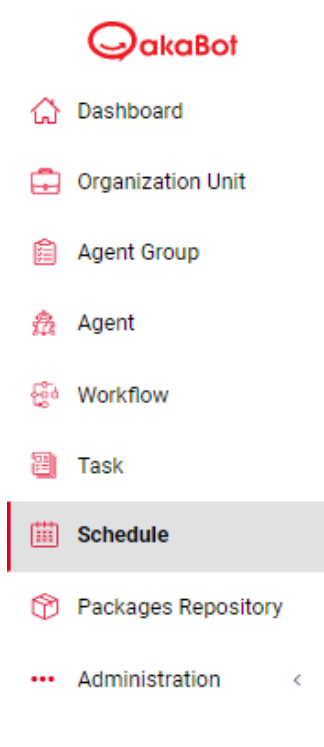 akaBot
Dashboard
Organization Unit
Agent Group
Agent
Workflow
Task
Schedule
Packages Repository
Administration